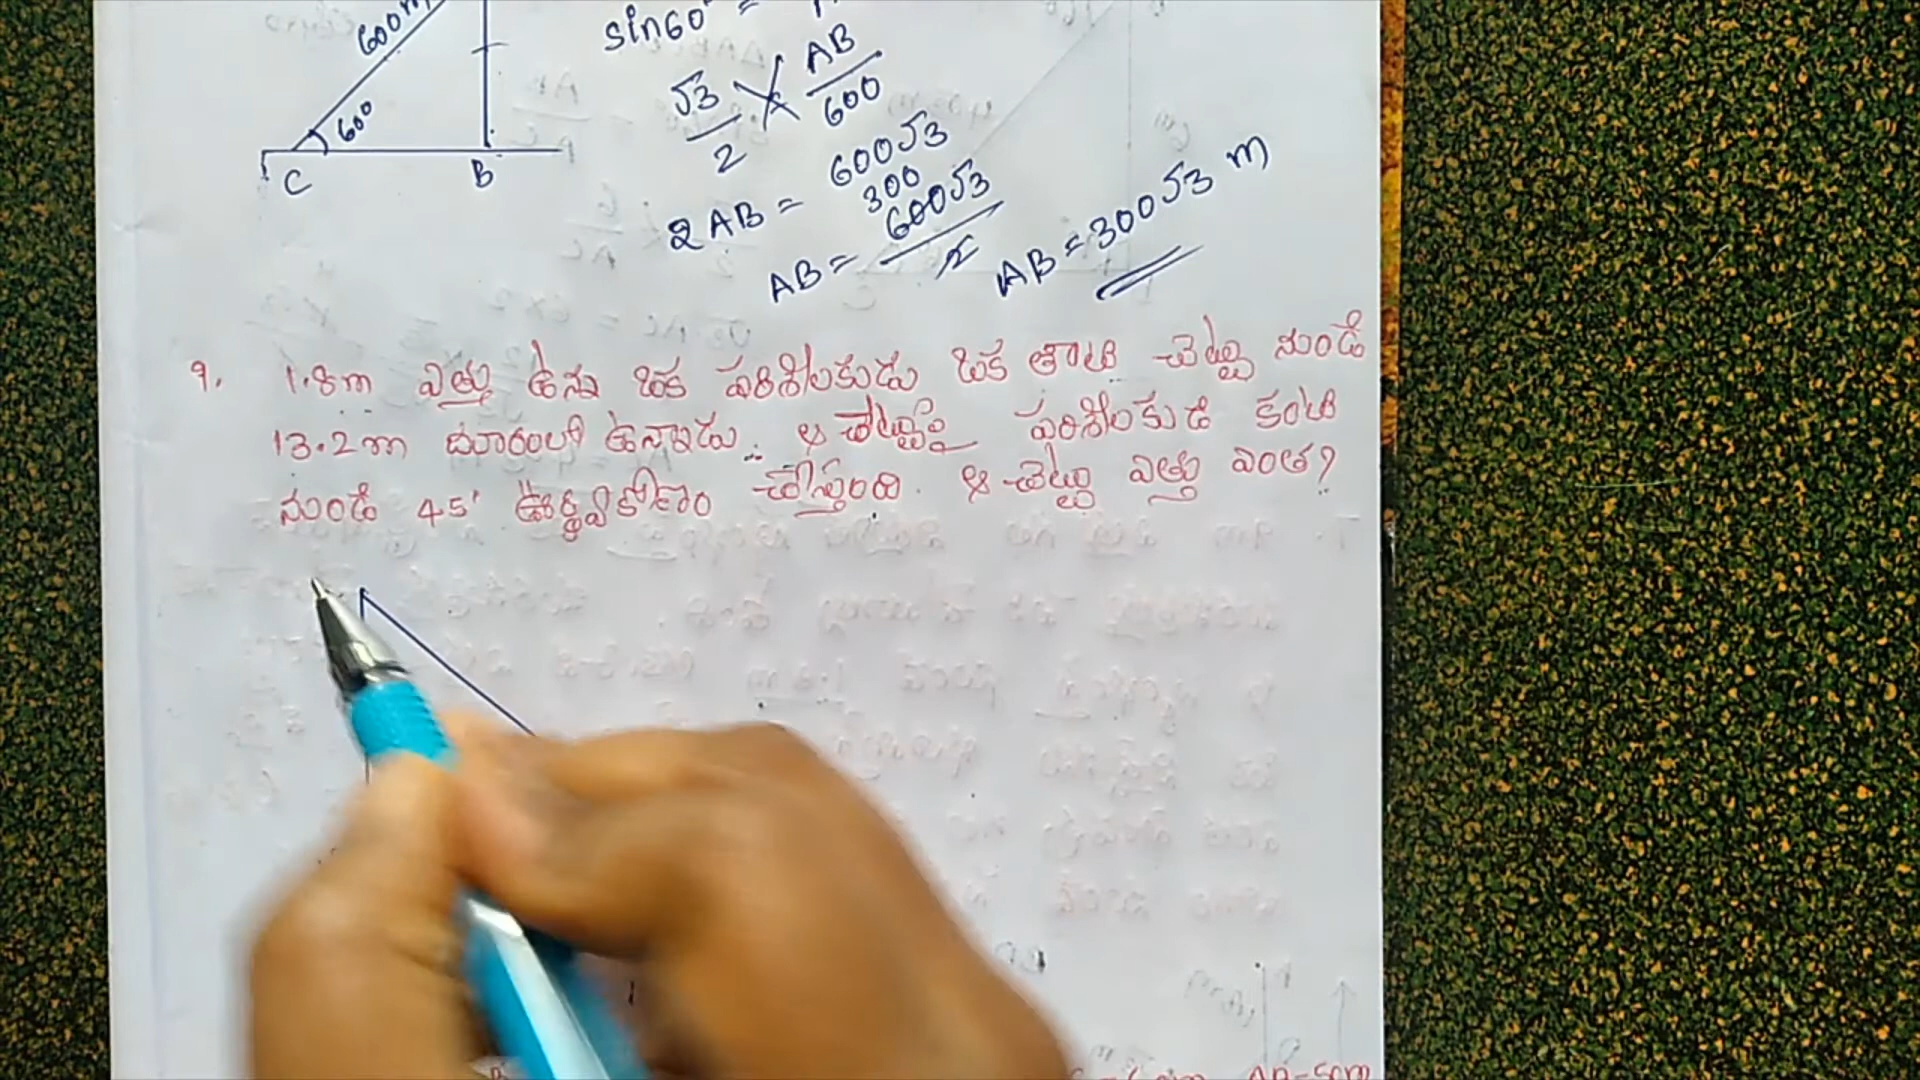 600m
60°
C B
sin60° =
√3/2 × AB/600
2AB = 600√3
AB = 600√3/2
300
AB = 300√3 m
9. 1.8m ఎత్తు ఉన్న ఒక పరిశీలకుడు ఒక తాటి చెట్టు నుండి
13.2m దూరంలో ఉన్నాడు. ఆ చెట్టుపై పరిశీలకుడి కంటి
నుండి 45° ఊర్ధ్వకోణం చేస్తుంది. ఆ చెట్టు ఎత్తు ఎంత?